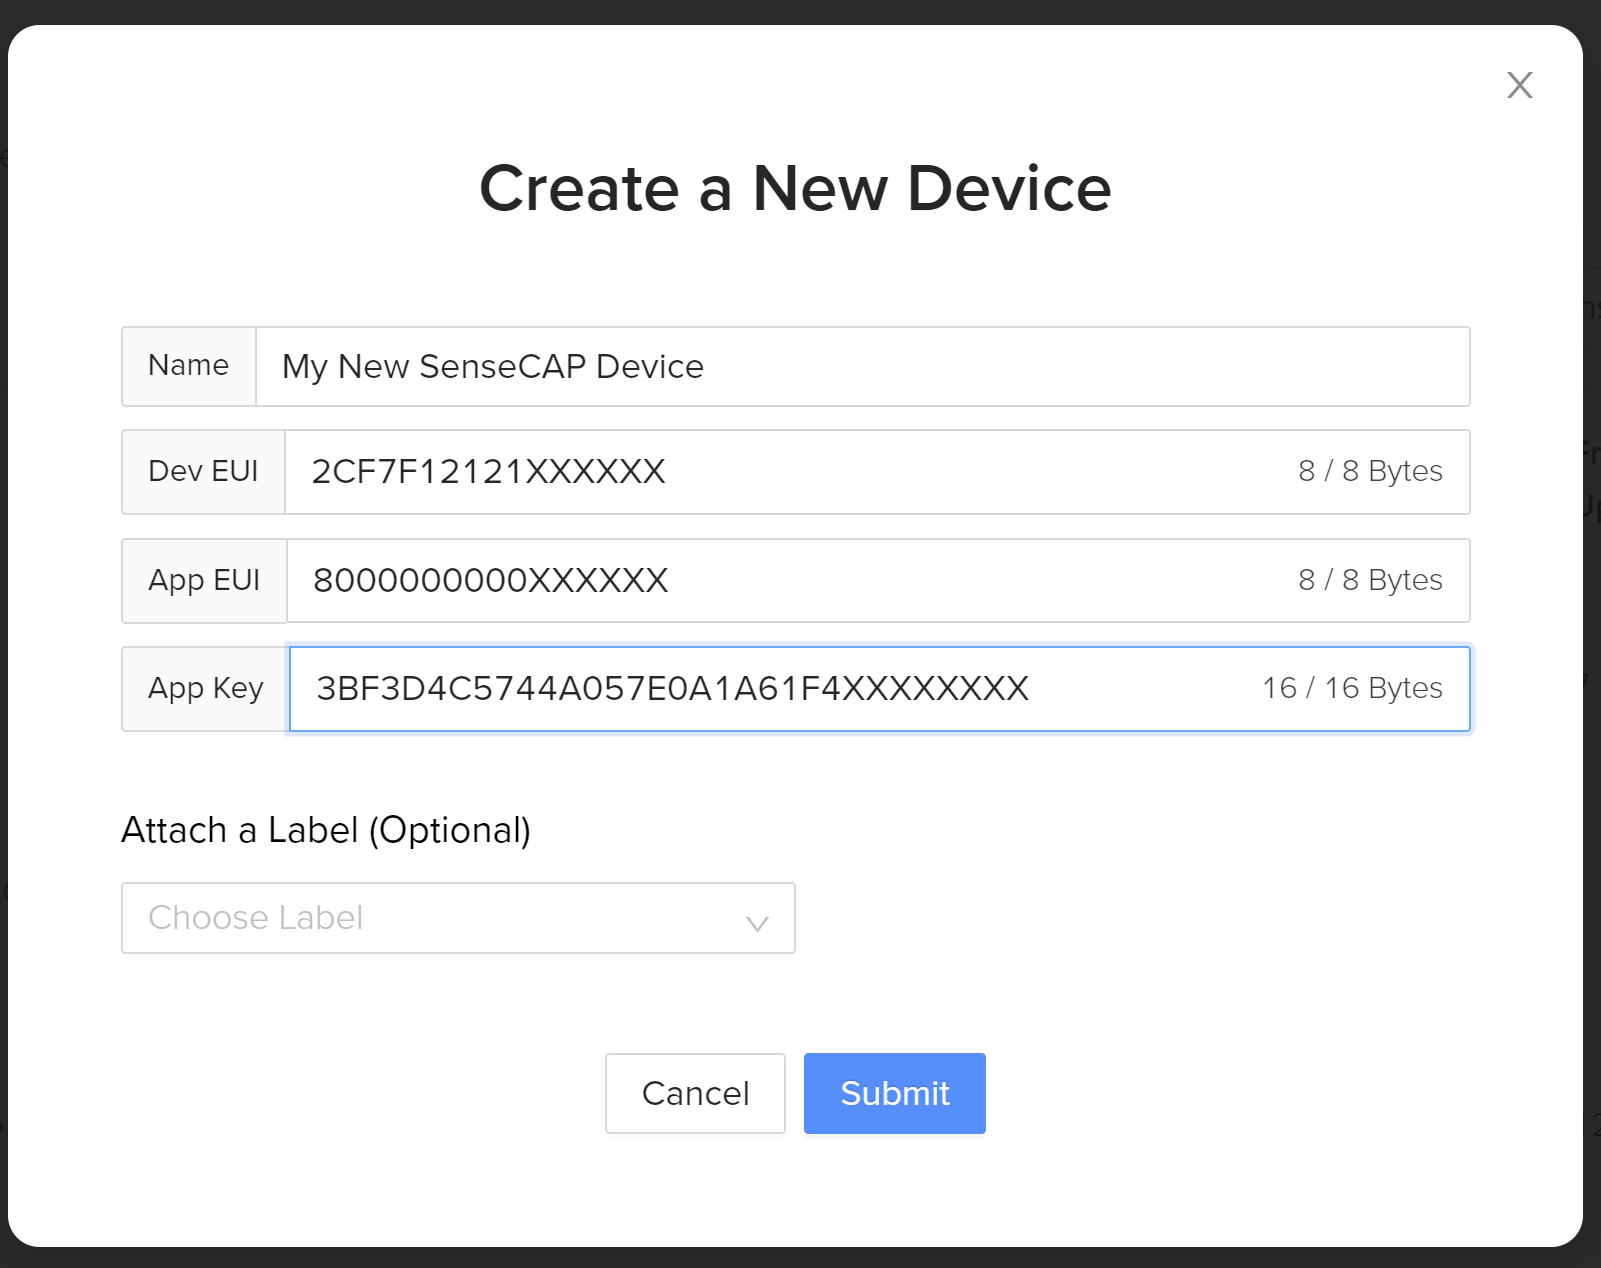 Create a New Device
Name My New SenseCAP Device
Dev EUI 2CF7F12121XXXXXX 8 / 8 Bytes
App EUI 8000000000XXXXXX 8 / 8 Bytes
App Key 3BF3D4C5744A057E0A1A61F4XXXXXXXX 16 / 16 Bytes
Attach a Label (Optional)
Choose Label
Cancel Submit